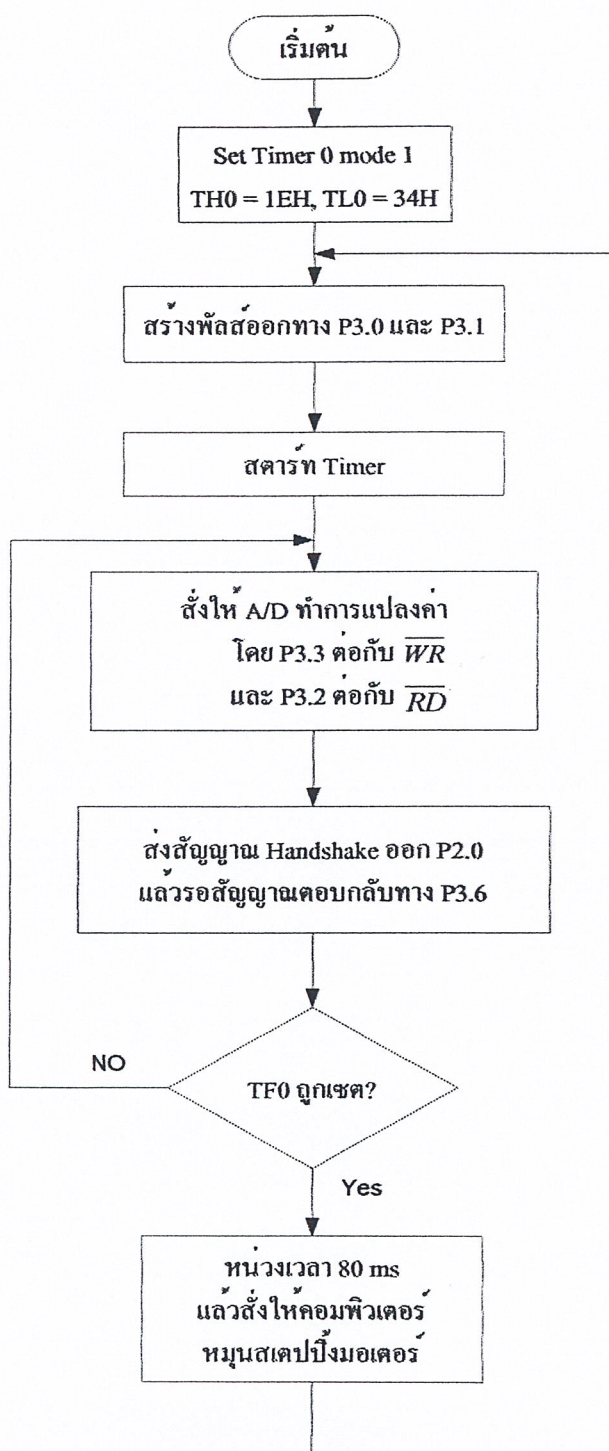 เริ่มต้น
Set Timer 0 mode 1
TH0 = 1EH, TL0 = 34H
สร้างพัลส์ออกทาง P3.0 และ P3.1
สตาร์ท Timer
สั่งให้ A/D ทำการแปลงค่า
โดย P3.3 ต่อกับ WR
และ P3.2 ต่อกับ RD
ส่งสัญญาณ Handshake ออก P2.0
แล้วรอสัญญาณตอบกลับทาง P3.6
NO
TF0 ถูกเซต?
Yes
หน่วงเวลา 80 ms
แล้วสั่งให้คอมพิวเตอร์
หมุนสเตปปิ้งมอเตอร์